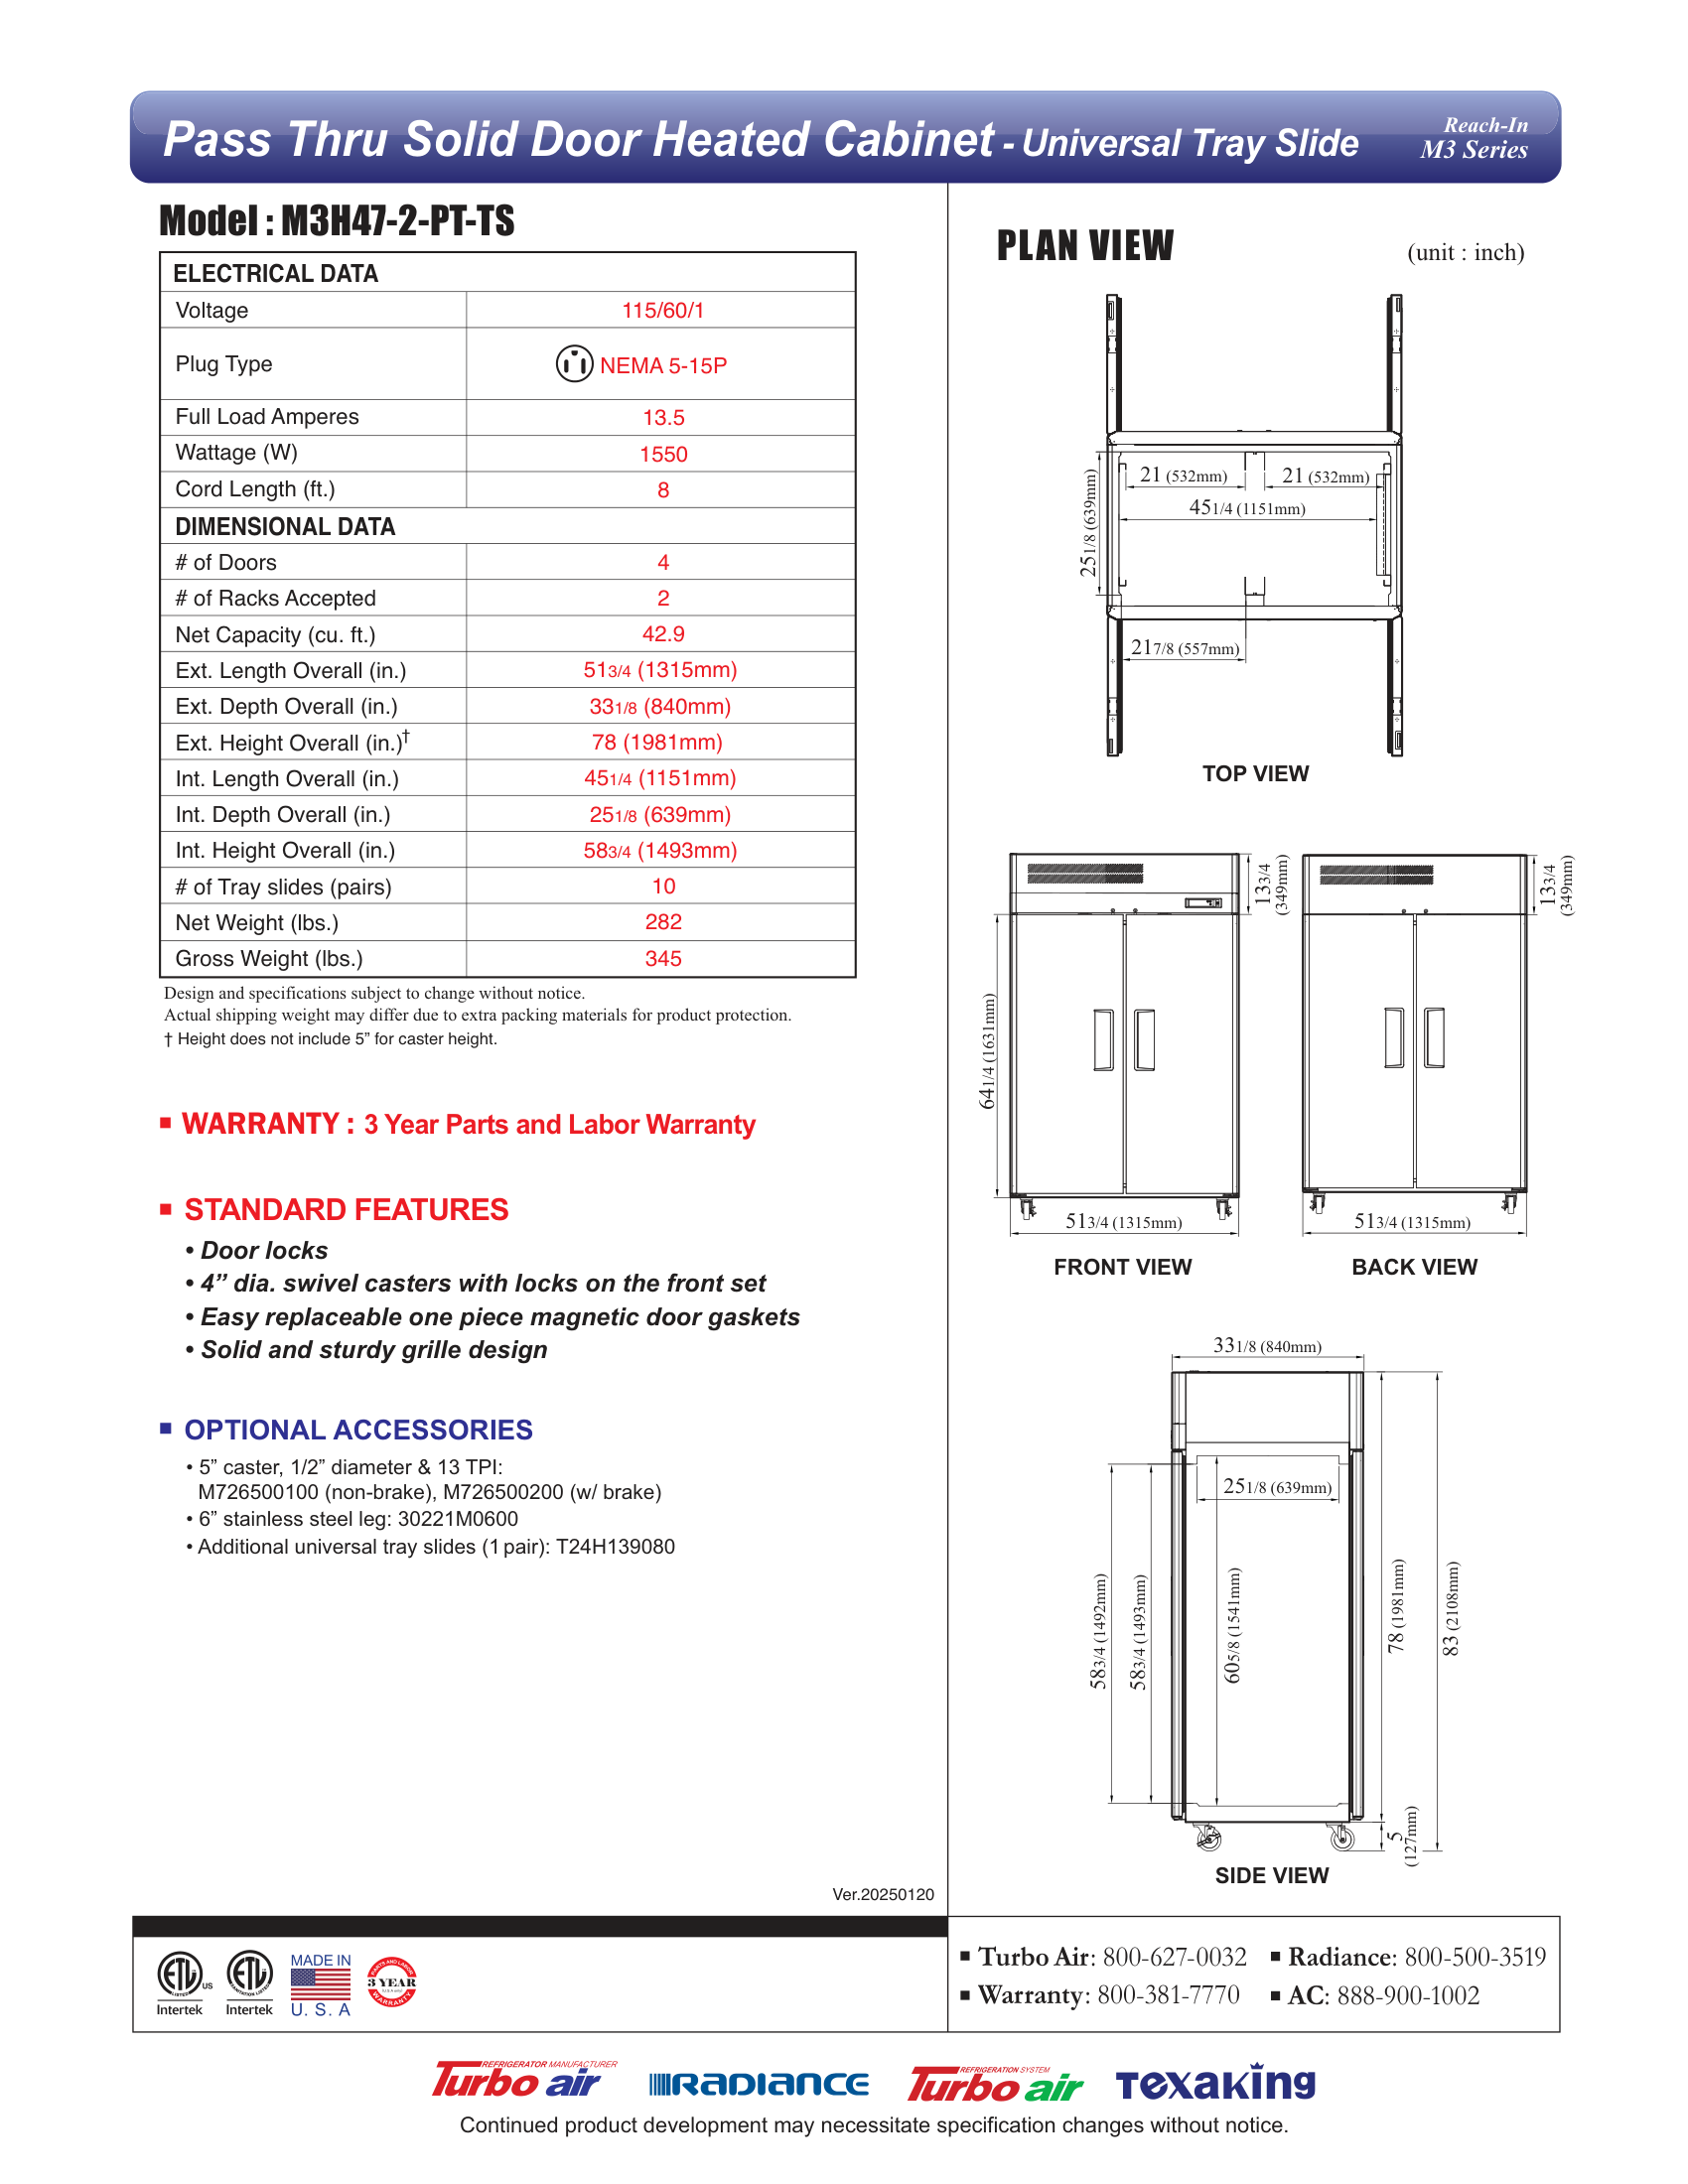 Pass Thru Solid Door Heated Cabinet - Universal Tray Slide
Reach-In
M3 Series
Model : M3H47-2-PT-TS
ELECTRICAL DATA
Voltage 115/60/1
Plug Type NEMA 5-15P
Full Load Amperes 13.5
Wattage (W) 1550
Cord Length (ft.) 8
DIMENSIONAL DATA
# of Doors 4
# of Racks Accepted 2
Net Capacity (cu. ft.) 42.9
Ext. Length Overall (in.) 51 3/4 (1315mm)
Ext. Depth Overall (in.) 33 1/8 (840mm)
Ext. Height Overall (in.)† 78 (1981mm)
Int. Length Overall (in.) 45 1/4 (1151mm)
Int. Depth Overall (in.) 25 1/8 (639mm)
Int. Height Overall (in.) 58 3/4 (1493mm)
# of Tray slides (pairs) 10
Net Weight (lbs.) 282
Gross Weight (lbs.) 345
Design and specifications subject to change without notice.
Actual shipping weight may differ due to extra packing materials for product protection.
† Height does not include 5” for caster height.
■ WARRANTY : 3 Year Parts and Labor Warranty
■ STANDARD FEATURES
• Door locks
• 4” dia. swivel casters with locks on the front set
• Easy replaceable one piece magnetic door gaskets
• Solid and sturdy grille design
■ OPTIONAL ACCESSORIES
• 5” caster, 1/2” diameter & 13 TPI:
M726500100 (non-brake), M726500200 (w/ brake)
• 6” stainless steel leg: 30221M0600
• Additional universal tray slides (1 pair): T24H139080
Ver.20250120
PLAN VIEW
(unit : inch)
21 (532mm)
21 (532mm)
45 1/4 (1151mm)
25 1/8 (639mm)
21 7/8 (557mm)
TOP VIEW
13 3/4
(349mm)
13 3/4
(349mm)
64 1/4 (1631mm)
51 3/4 (1315mm)
51 3/4 (1315mm)
FRONT VIEW
BACK VIEW
33 1/8 (840mm)
25 1/8 (639mm)
58 3/4 (1492mm)
58 3/4 (1493mm)
60 5/8 (1541mm)
78 (1981mm)
83 (2108mm)
5
(127mm)
SIDE VIEW
ETL
LISTED
US
Intertek
ETL
SANITATION LISTED
Intertek
MADE IN
U. S. A
PARTS AND LABOR
3 YEAR
WARRANTY
■ Turbo Air: 800-627-0032
■ Radiance: 800-500-3519
■ Warranty: 800-381-7770
■ AC: 888-900-1002
REFRIGERATOR MANUFACTURER
Turbo air
RADIANCE
REFRIGERATION SYSTEM
Turbo air
Texaking
Continued product development may necessitate specification changes without notice.